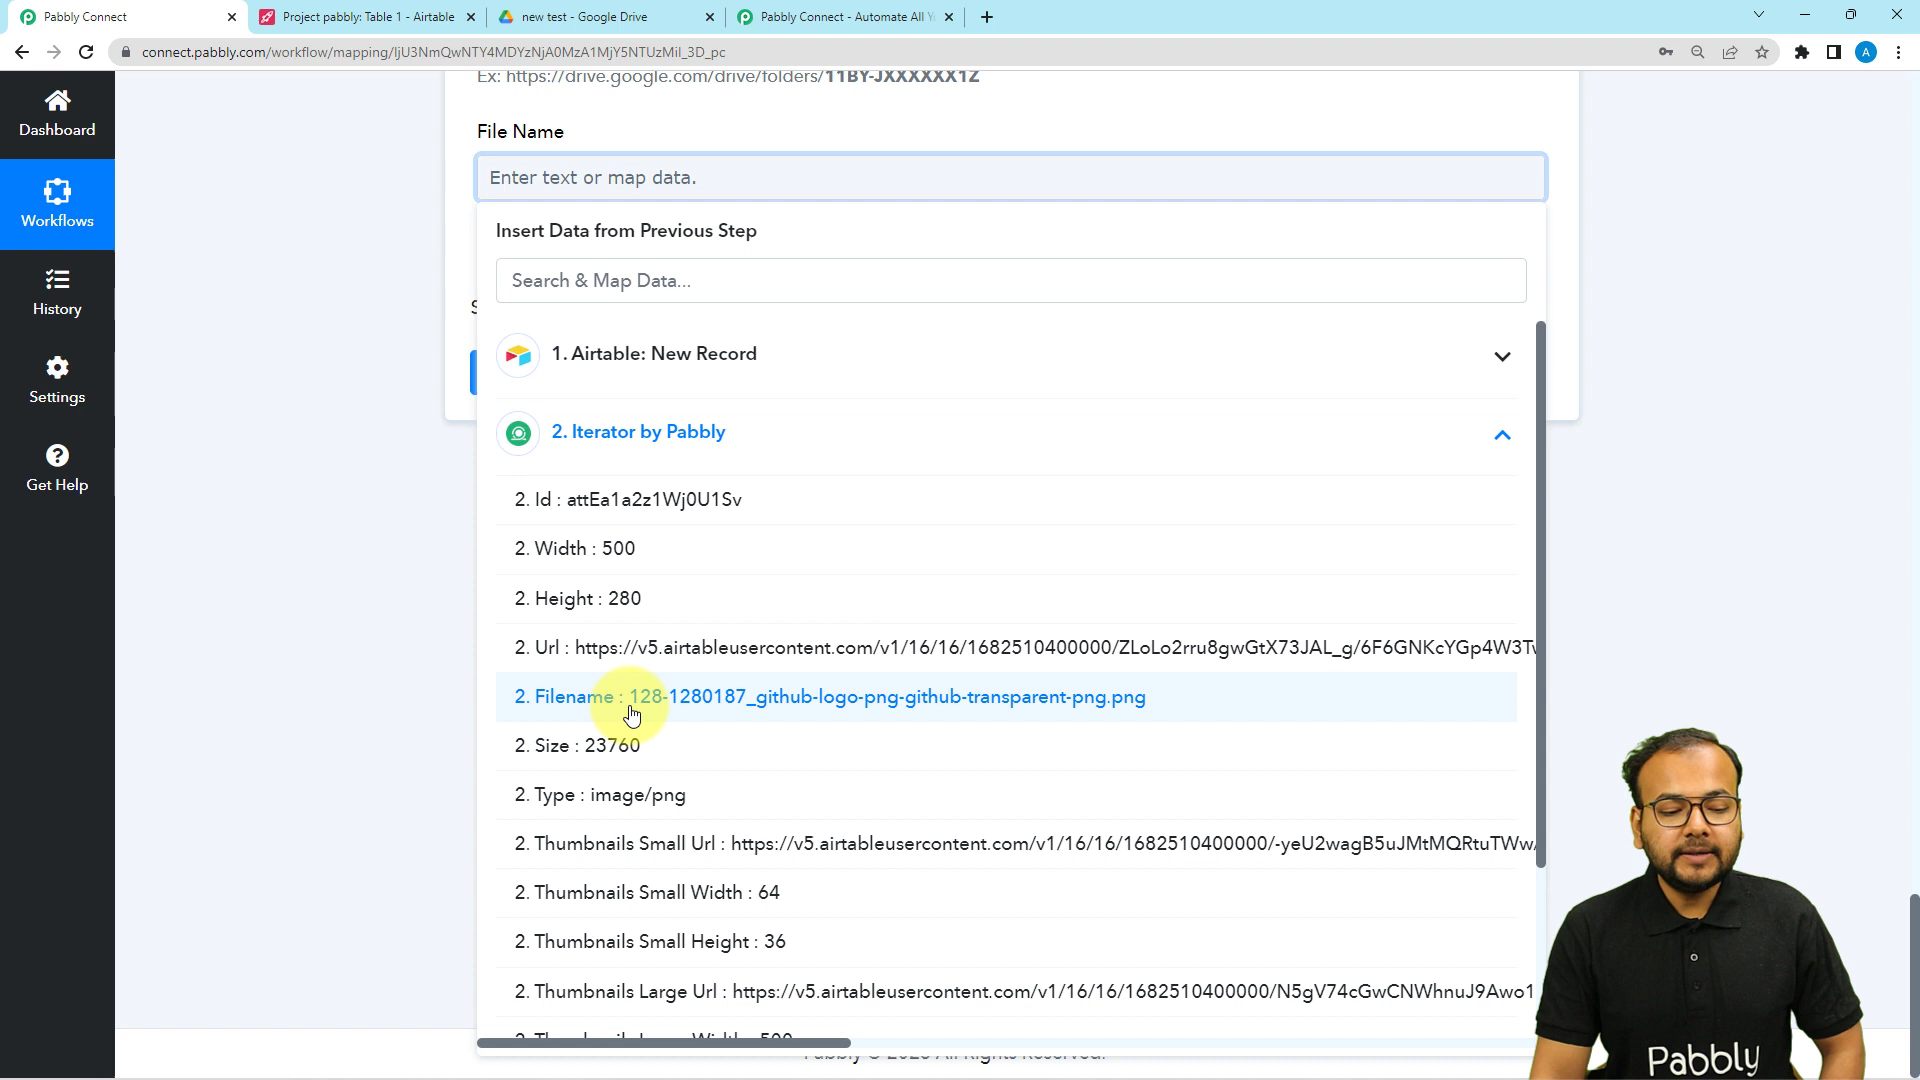 Pabbly Connect
Project pabbly: Table 1 - Airtable
new test - Google Drive
Pabbly Connect - Automate All Y
connect.pabbly.com/workflow/mapping/IjU3NmQwNTY4MDYzNjA0MzA1MjY5NTUzMiI_3D_pc
A
Ex: https://drive.google.com/drive/folders/11BY-JXXXXXX1Z
Dashboard
Workflows
History
Settings
Get Help
File Name
Enter text or map data.
Insert Data from Previous Step
Search & Map Data...
1. Airtable: New Record
2. Iterator by Pabbly
2. Id : attEa1a2z1Wj0U1Sv
2. Width : 500
2. Height : 280
2. Url : https://v5.airtableusercontent.com/v1/16/16/1682510400000/ZLoLo2rru8gwGtX73JAL_g/6F6GNKcYGp4W3Tv
2. Filename : 128-1280187_github-logo-png-github-transparent-png.png
2. Size : 23760
2. Type : image/png
2. Thumbnails Small Url : https://v5.airtableusercontent.com/v1/16/16/1682510400000/-yeU2wagB5uJMtMQRtuTWw
2. Thumbnails Small Width : 64
2. Thumbnails Small Height : 36
2. Thumbnails Large Url : https://v5.airtableusercontent.com/v1/16/16/1682510400000/N5gV74cGwCNWhnuJ9Awo1
Pabbly